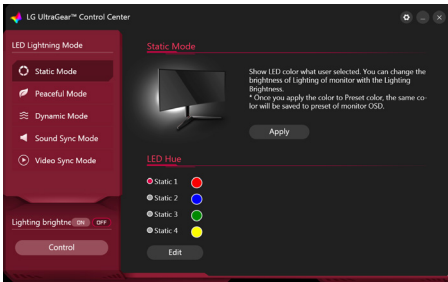 LG UltraGear™ Control Center
LED Lightning Mode
Static Mode
Peaceful Mode
Dynamic Mode
Sound Sync Mode
Video Sync Mode
Lighting brightne ON OFF
Control
Static Mode
Show LED color what user selected. You can change the
brightness of Lighting of monitor with the Lighting
Brightness.
* Once you apply the color to Preset color, the same co-
lor will be saved to preset of monitor OSD.
Apply
LED Hue
Static 1
Static 2
Static 3
Static 4
Edit